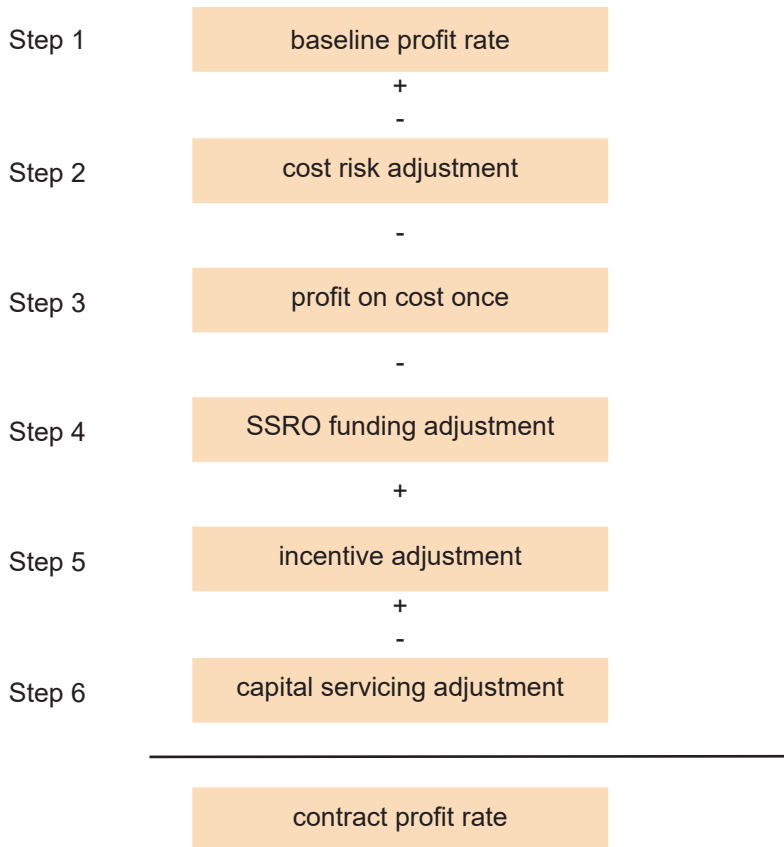 Step 1 baseline profit rate
+
-
Step 2 cost risk adjustment
-
Step 3 profit on cost once
-
Step 4 SSRO funding adjustment
+
Step 5 incentive adjustment
+
-
Step 6 capital servicing adjustment
contract profit rate